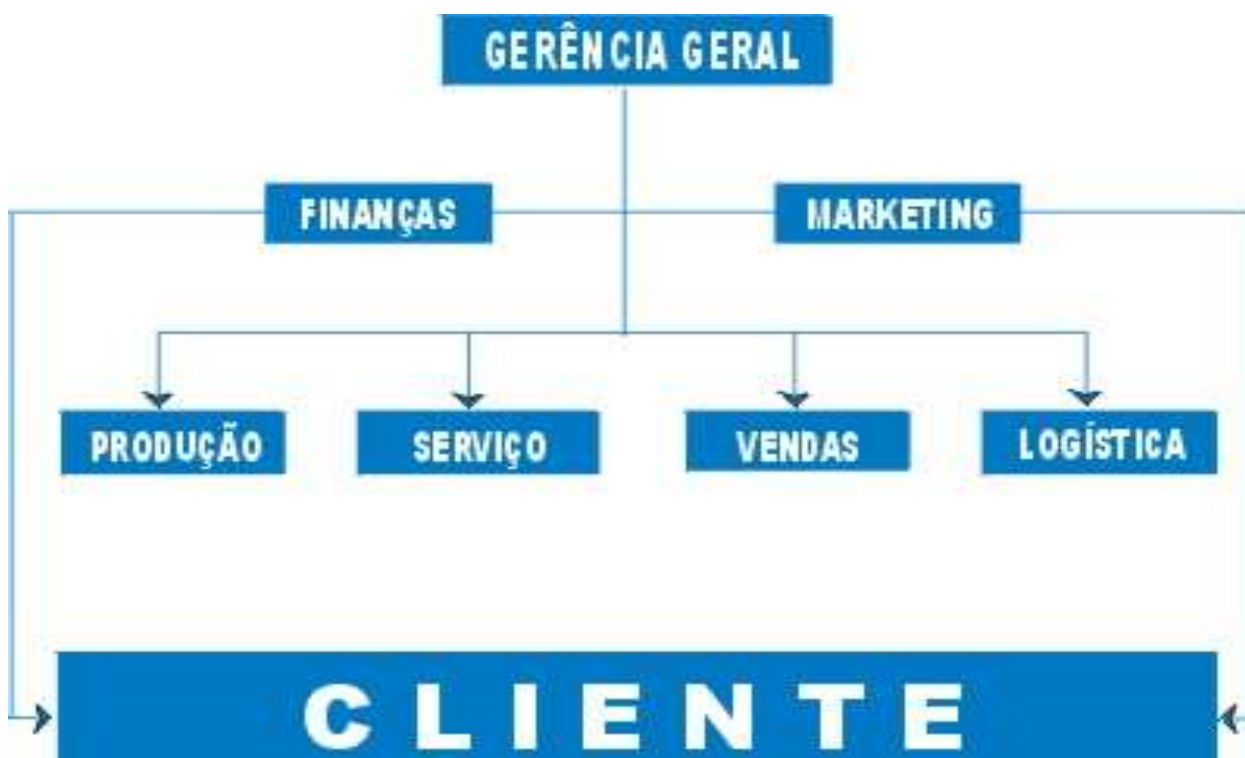 GERÊNCIA GERAL
FINANÇAS
MARKETING
PRODUÇÃO
SERVIÇO
VENDAS
LOGÍSTICA
CLIENTE